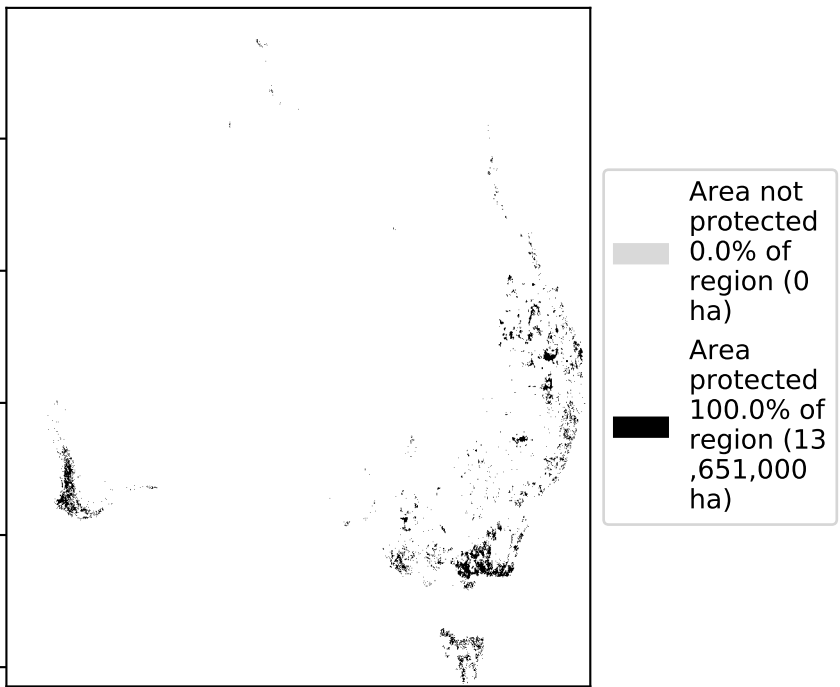 Area not
protected
0.0% of
region (0
ha)
Area
protected
100.0% of
region (13
,651,000
ha)